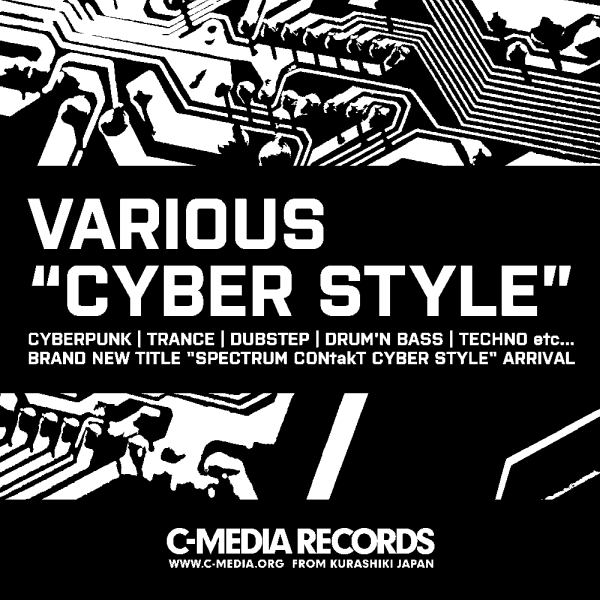 VARIOUS
“CYBER STYLE”
CYBERPUNK | TRANCE | DUBSTEP | DRUM'N BASS | TECHNO etc...
BRAND NEW TITLE "SPECTRUM CONtakT CYBER STYLE" ARRIVAL
C-MEDIA RECORDS
WWW.C-MEDIA.ORG FROM KURASHIKI JAPAN